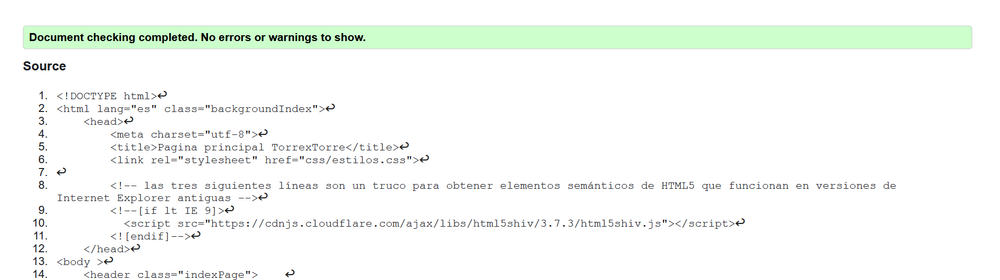 Document checking completed. No errors or warnings to show.
Source
1. <!DOCTYPE html>↩
2. <html lang="es" class="backgroundIndex">↩
3. <head>↩
4. <meta charset="utf-8">↩
5. <title>Pagina principal TorrexTorre</title>↩
6. <link rel="stylesheet" href="css/estilos.css">↩
7. ↩
8. <!-- las tres siguientes líneas son un truco para obtener elementos semánticos de HTML5 que funcionan en versiones de
Internet Explorer antiguas -->↩
9. <!--[if lt IE 9]>↩
10. <script src="https://cdnjs.cloudflare.com/ajax/libs/html5shiv/3.7.3/html5shiv.js"></script>↩
11. <![endif]-->↩
12. </head>↩
13. <body >↩
14. <header class="indexPage"> ↩